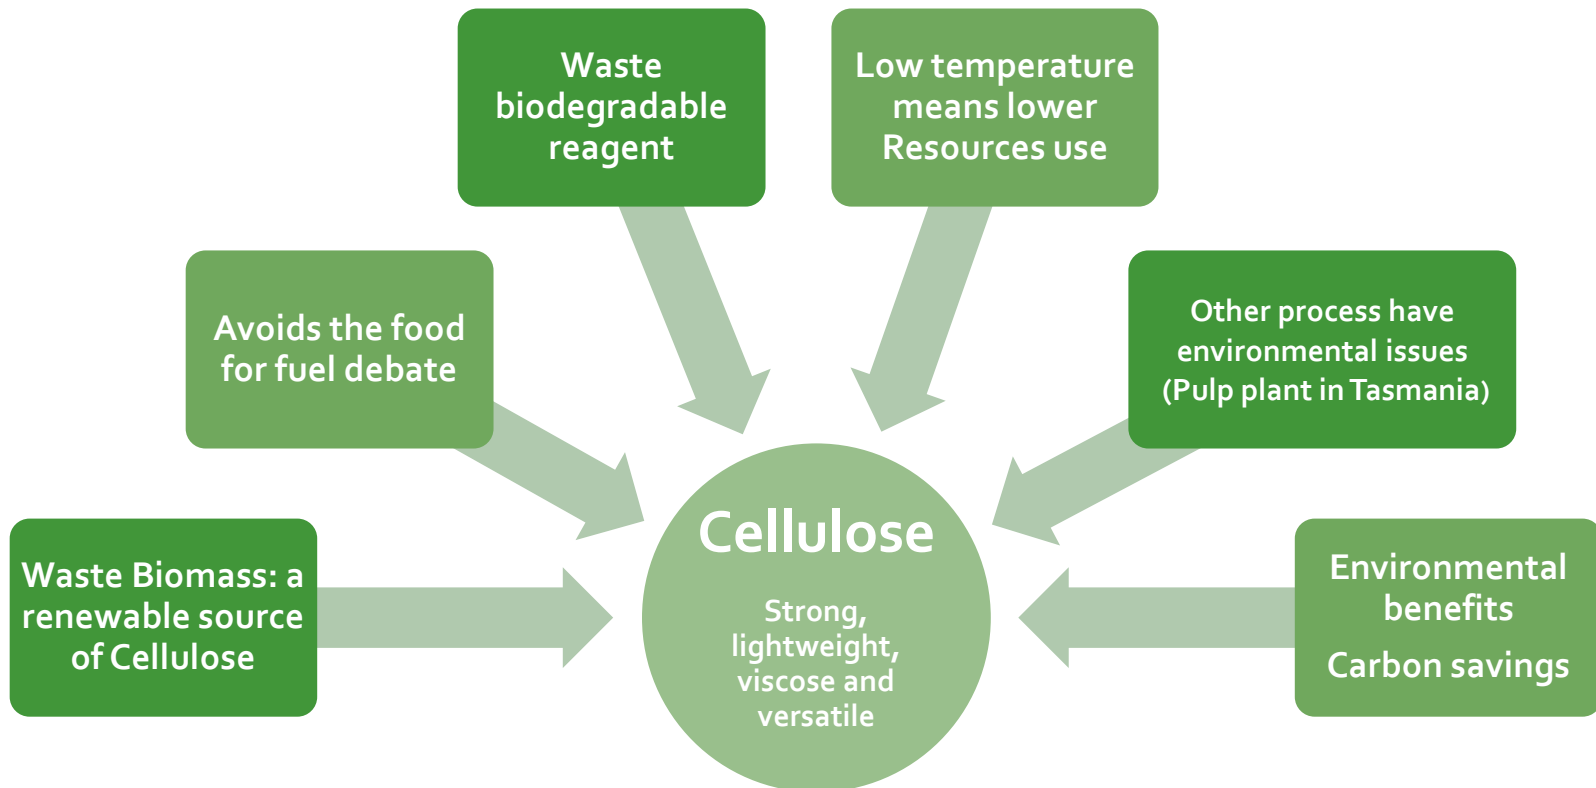 Waste
biodegradable
reagent
Low temperature
means lower
Resources use
Avoids the food
for fuel debate
Other process have
environmental issues
(Pulp plant in Tasmania)
Waste Biomass: a
renewable source
of Cellulose
Cellulose
Strong,
lightweight,
viscose and
versatile
Environmental
benefits
Carbon savings